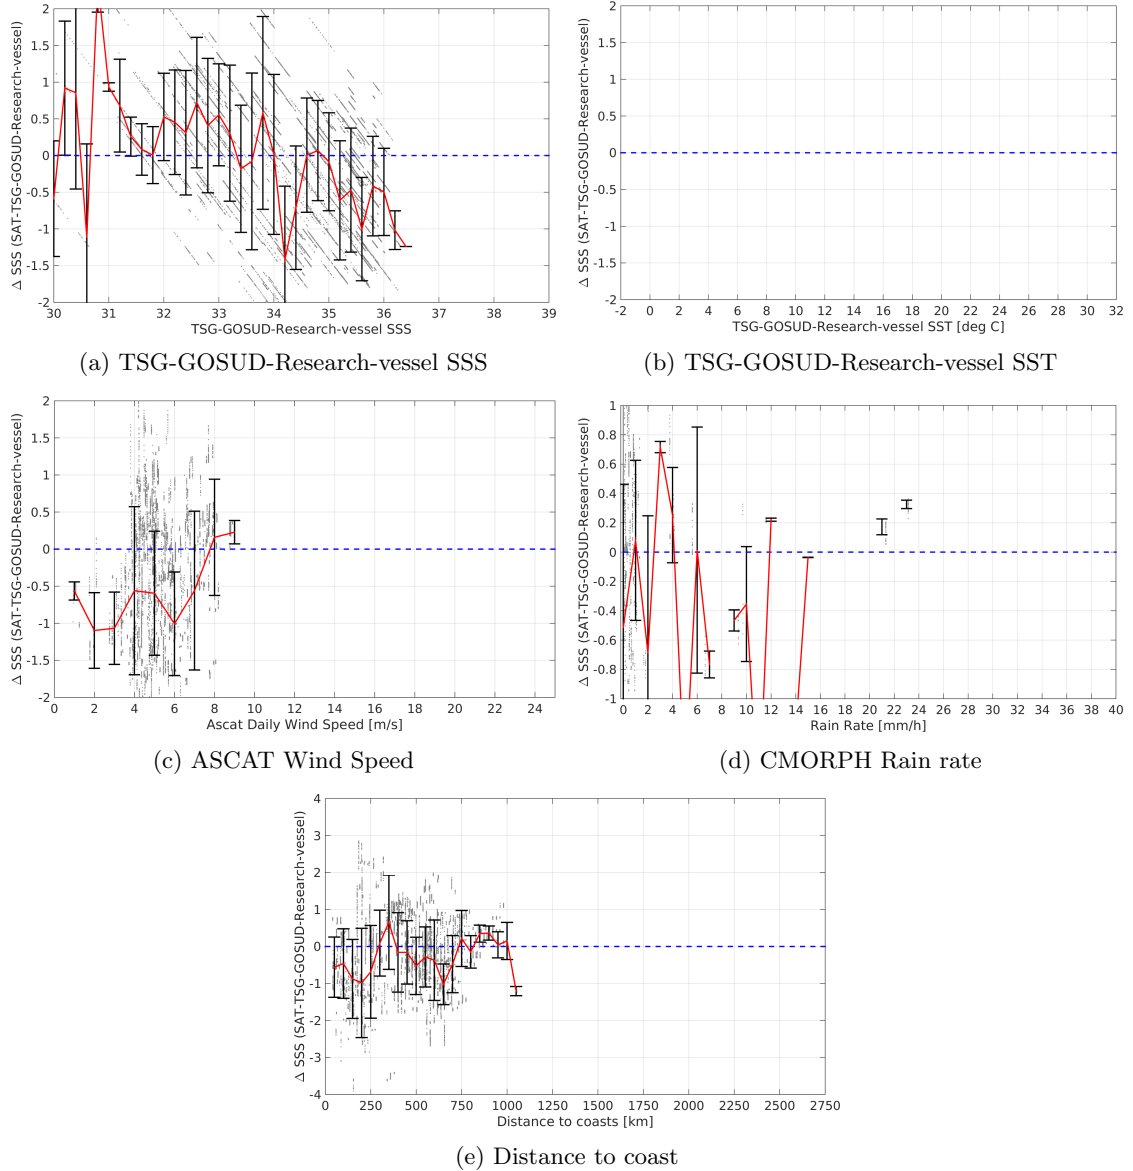 2
1.5
1
0.5
0
-0.5
-1
-1.5
-2
Δ SSS (SAT-TSG-GOSUD-Research-vessel)
30 31 32 33 34 35 36 37 38 39
TSG-GOSUD-Research-vessel SSS
(a) TSG-GOSUD-Research-vessel SSS
2
1.5
1
0.5
0
-0.5
-1
-1.5
-2
Δ SSS (SAT-TSG-GOSUD-Research-vessel)
-2 0 2 4 6 8 10 12 14 16 18 20 22 24 26 28 30 32
TSG-GOSUD-Research-vessel SST [deg C]
(b) TSG-GOSUD-Research-vessel SST
2
1.5
1
0.5
0
-0.5
-1
-1.5
-2
Δ SSS (SAT-TSG-GOSUD-Research-vessel)
0 2 4 6 8 10 12 14 16 18 20 22 24
Ascat Daily Wind Speed [m/s]
(c) ASCAT Wind Speed
1
0.8
0.6
0.4
0.2
0
-0.2
-0.4
-0.6
-0.8
-1
Δ SSS (SAT-TSG-GOSUD-Research-vessel)
0 2 4 6 8 10 12 14 16 18 20 22 24 26 28 30 32 34 36 38 40
Rain Rate [mm/h]
(d) CMORPH Rain rate
4
3
2
1
0
-1
-2
-3
-4
Δ SSS (SAT-TSG-GOSUD-Research-vessel)
0 250 500 750 1000 1250 1500 1750 2000 2250 2500 2750
Distance to coasts [km]
(e) Distance to coast